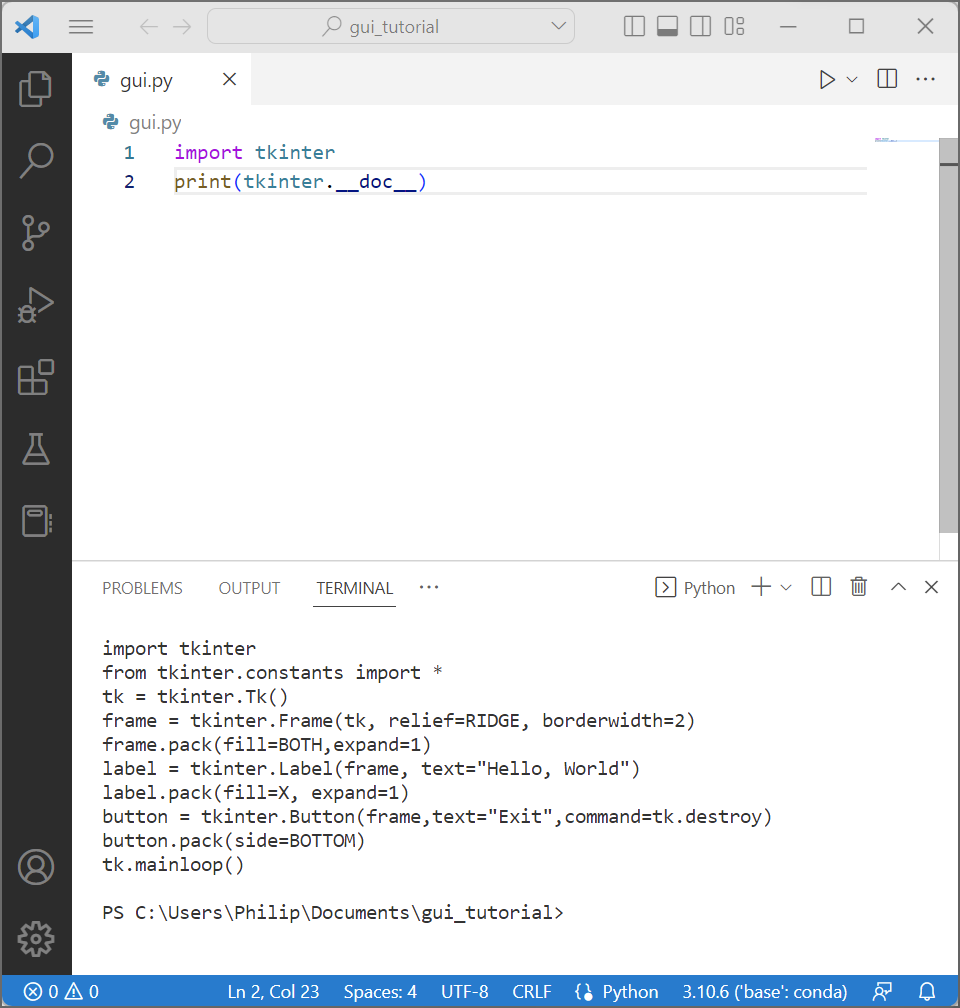 gui_tutorial
gui.py
gui.py
1 import tkinter
2 print(tkinter.__doc__)
PROBLEMS OUTPUT TERMINAL Python
import tkinter
from tkinter.constants import *
tk = tkinter.Tk()
frame = tkinter.Frame(tk, relief=RIDGE, borderwidth=2)
frame.pack(fill=BOTH,expand=1)
label = tkinter.Label(frame, text="Hello, World")
label.pack(fill=X, expand=1)
button = tkinter.Button(frame,text="Exit",command=tk.destroy)
button.pack(side=BOTTOM)
tk.mainloop()
PS C:\Users\Philip\Documents\gui_tutorial>
0 0 Ln 2, Col 23 Spaces: 4 UTF-8 CRLF Python 3.10.6 ('base': conda)